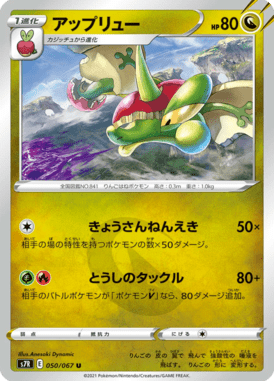 1進化
アップリュー
HP80
カジッチュから進化
全国図鑑NO.841 りんごはねポケモン 高さ：0.3m 重さ：1.0kg
きょうさんねんえき 50×
相手の場の特性を持つポケモンの数×50ダメージ。
とうしのタックル 80+
相手のバトルポケモンが「ポケモンV」なら、80ダメージ追加。
弱点 抵抗力 にげる
Illus. Anesaki Dynamic
S7R E 050/067 U
©2021 Pokémon/Nintendo/Creatures/GAME FREAK.